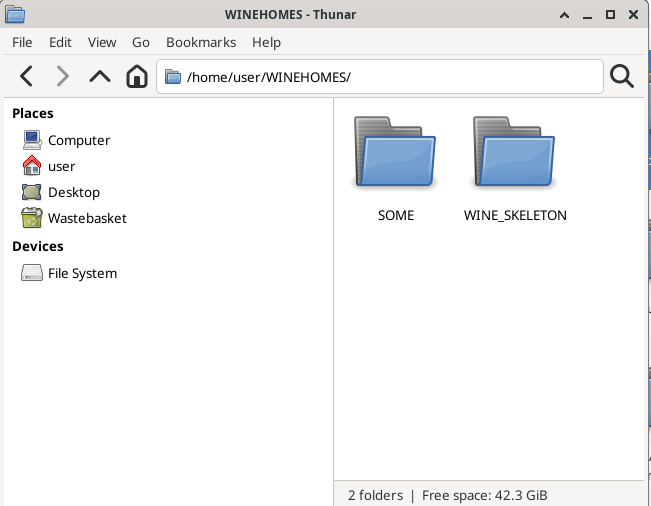 WINEHOMES - Thunar
File Edit View Go Bookmarks Help
/home/user/WINEHOMES/
Places
Computer
user
Desktop
Wastebasket
Devices
File System
SOME WINE_SKELETON
2 folders | Free space: 42.3 GiB